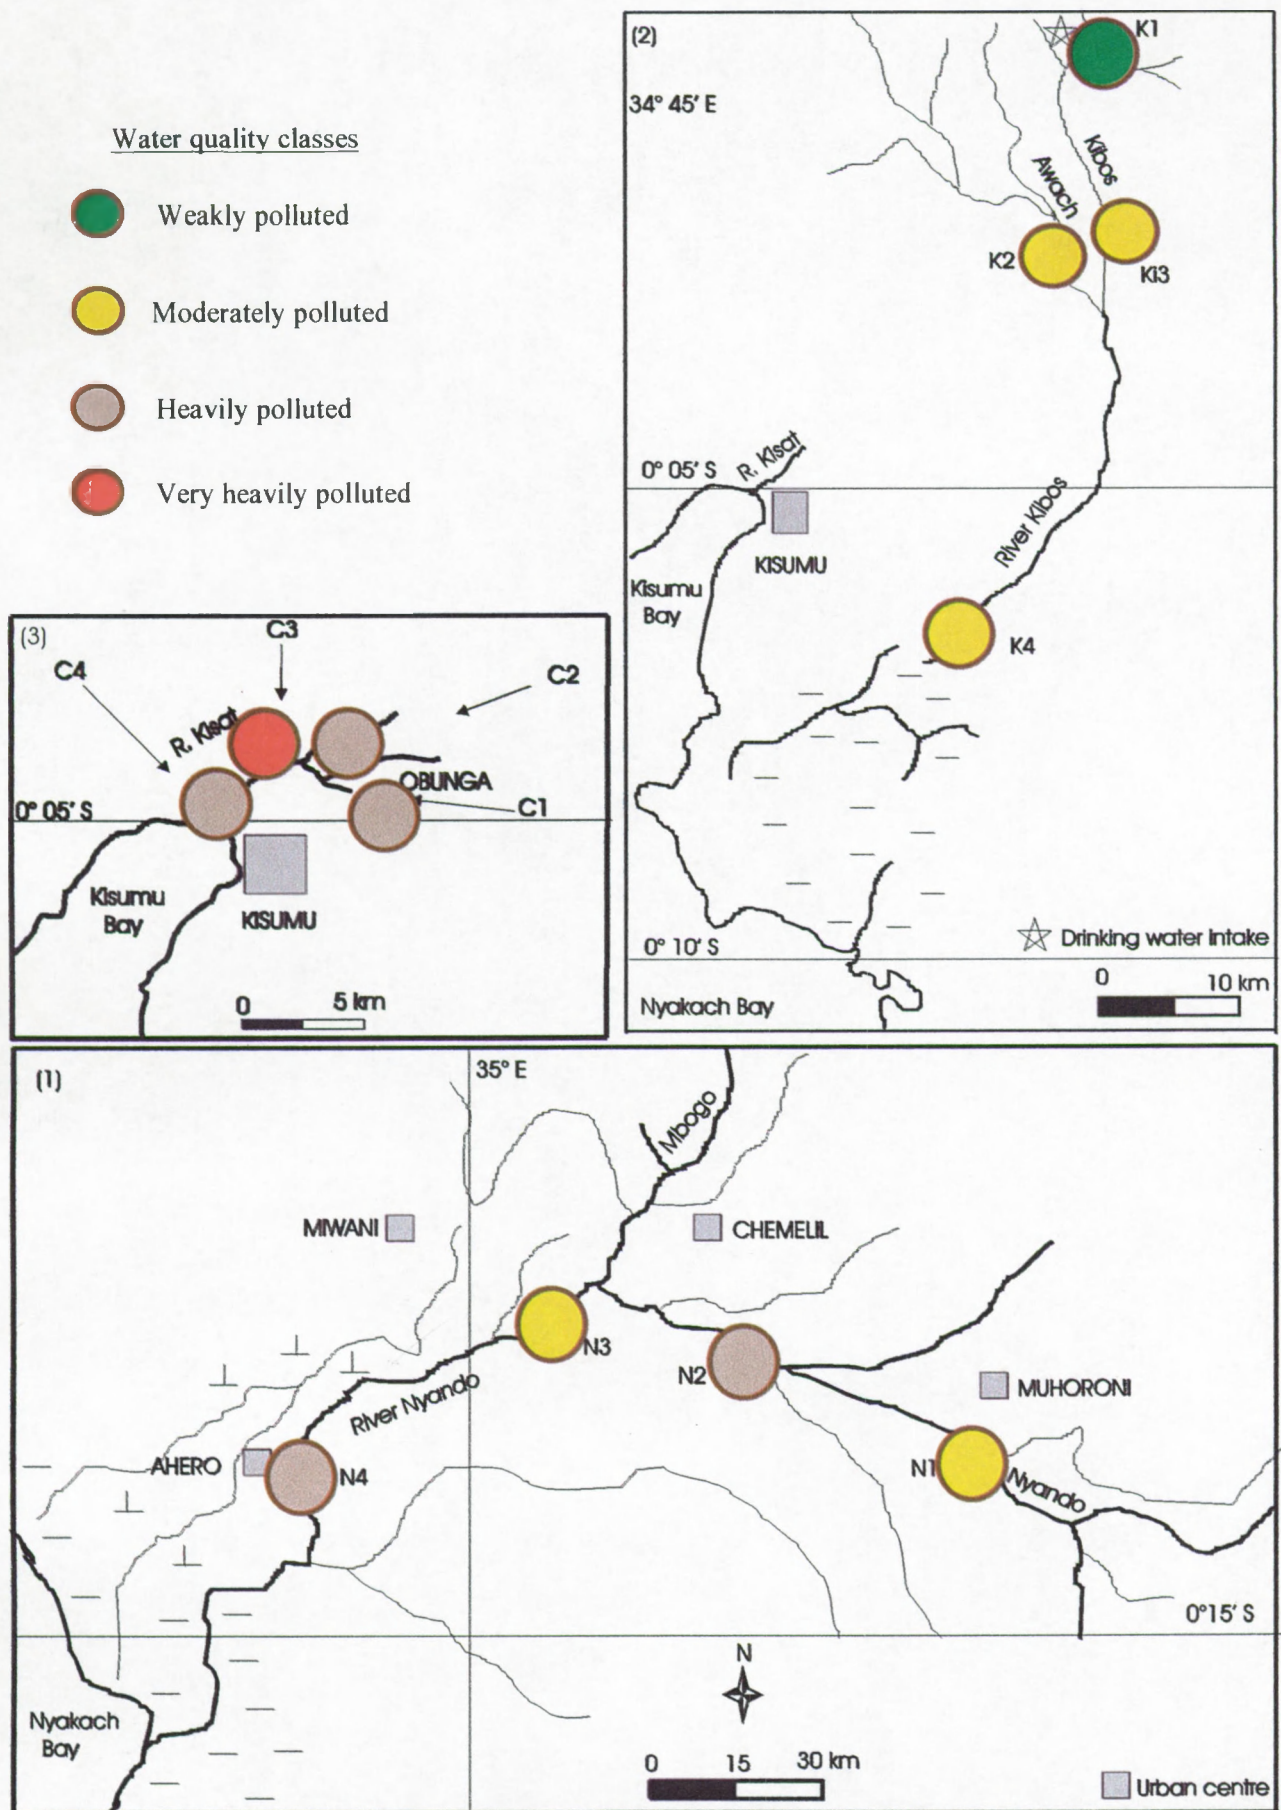 Water quality classes
Weakly polluted
Moderately polluted
Heavily polluted
Very heavily polluted
(2)
K1
34° 45' E
Kibos
Awach
K2
Ki3
0° 05' S
R. Kisat
KISUMU
Kisumu
Bay
River Kibos
K4
0° 10' S
Drinking water intake
0 10 km
Nyakach Bay
(3)
C3
C4
C2
R. Kisat
OBUNGA
C1
0° 05' S
Kisumu
Bay
KISUMU
0 5 km
(1)
35° E
Mbogo
MIWANI
CHEMELIL
N3
N2
MUHORONI
River Nyando
AHERO
N4
N1
Nyando
0°15' S
N
Nyakach
Bay
0 15 30 km
Urban centre